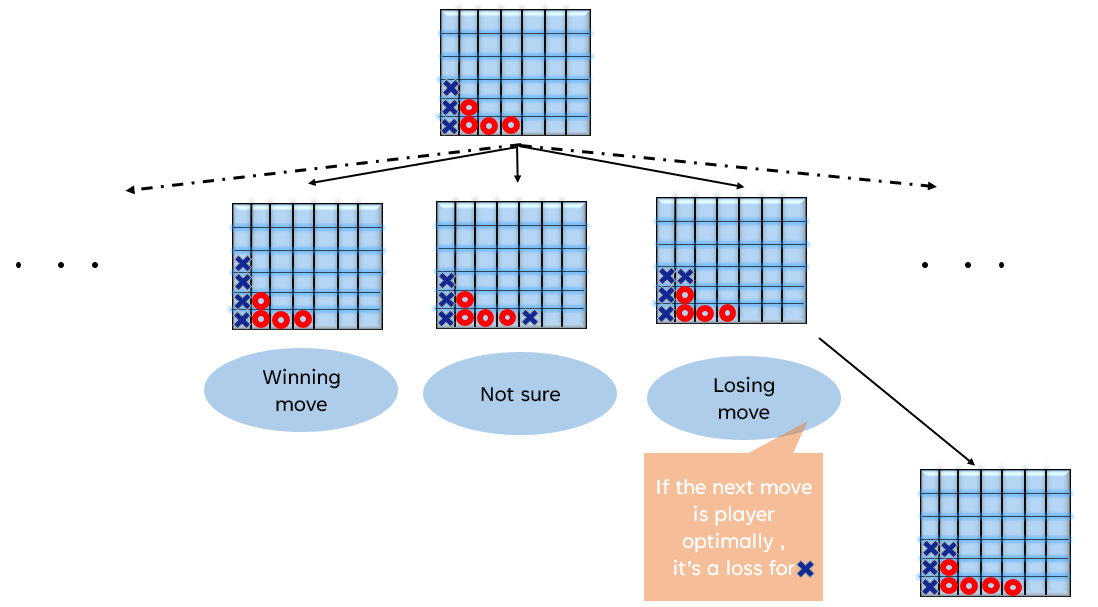 Winning
move
Not sure
Losing
move
If the next move
is player
optimally ,
it's a loss for